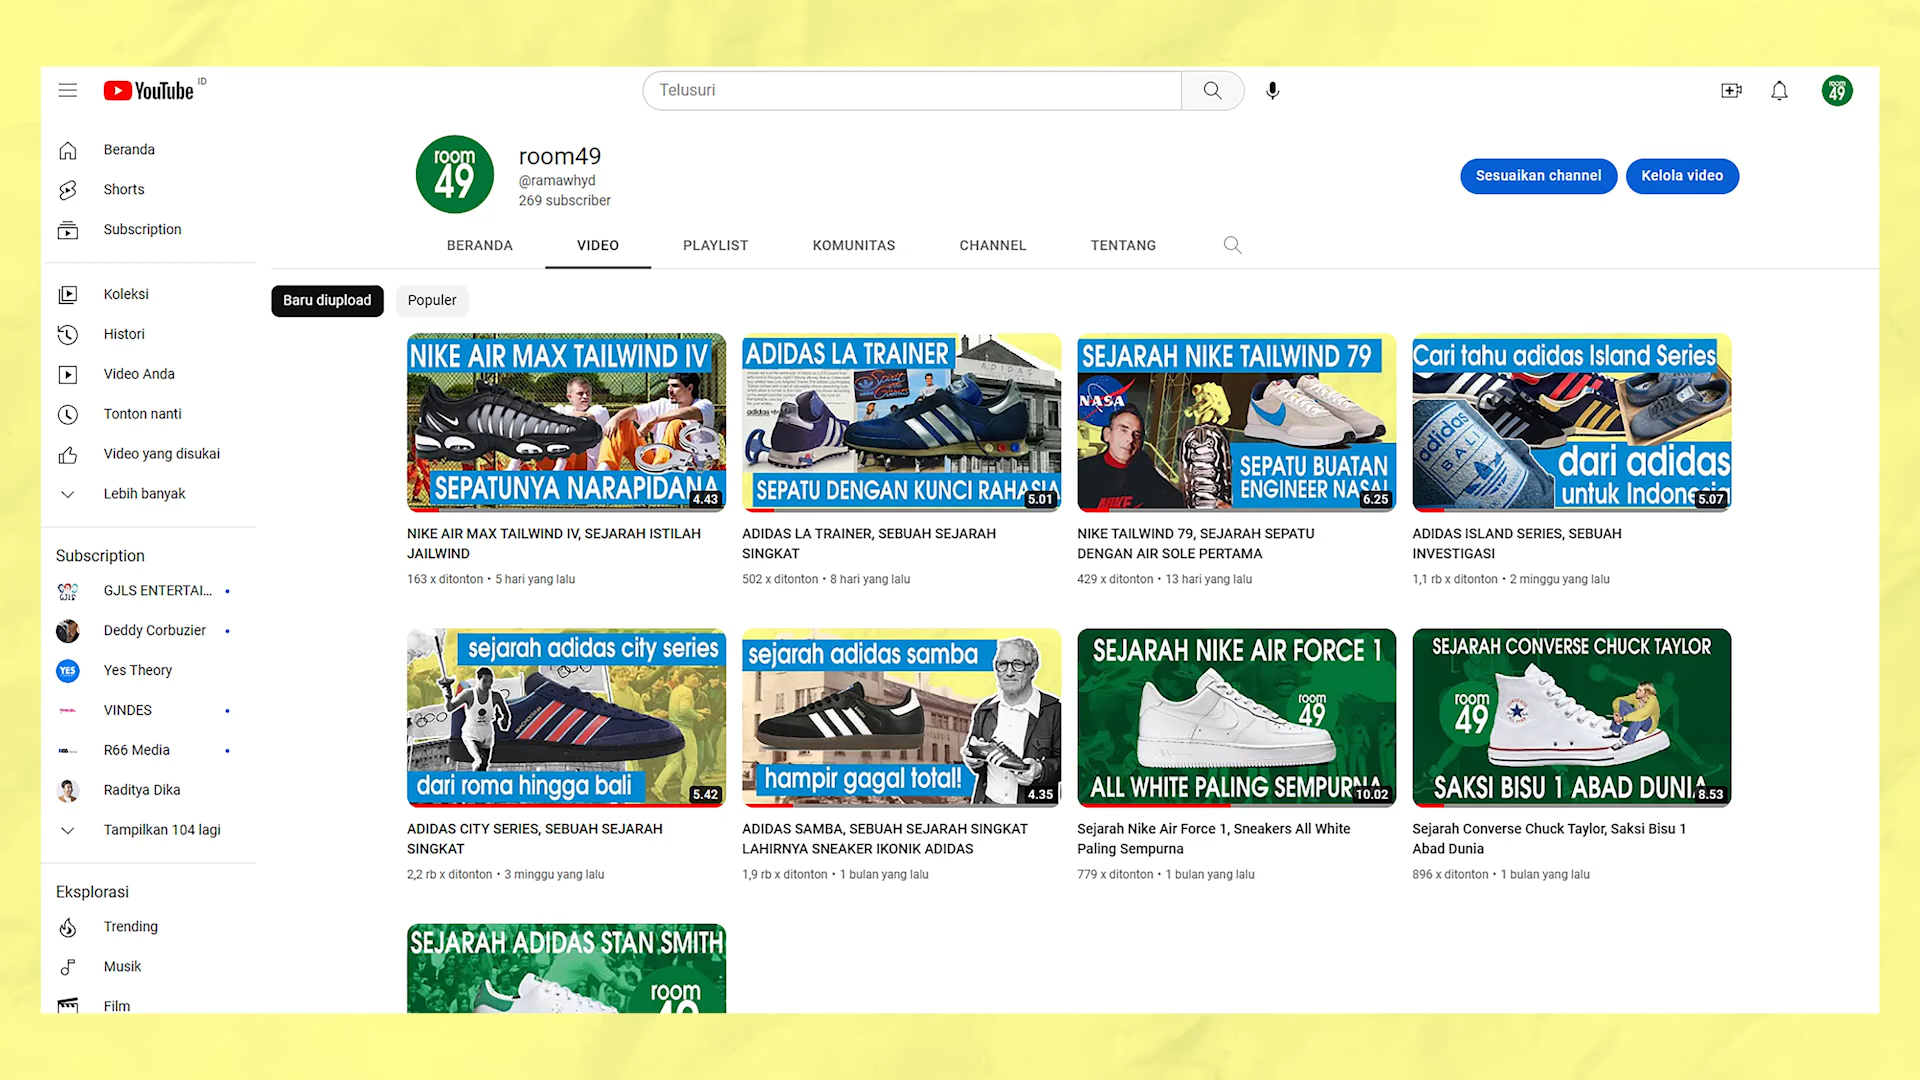 YouTube ID
Telusuri
room 49
Beranda
Shorts
Subscription
Koleksi
Histori
Video Anda
Tonton nanti
Video yang disukai
Lebih banyak
Subscription
GJLS ENTERTAI...
Deddy Corbuzier
Yes Theory
VINDES
R66 Media
Raditya Dika
Tampilkan 104 lagi
Eksplorasi
Trending
Musik
Film
room 49
room49
@ramawhyd
269 subscriber
Sesuaikan channel
Kelola video
BERANDA
VIDEO
PLAYLIST
KOMUNITAS
CHANNEL
TENTANG
Baru diupload
Populer
NIKE AIR MAX TAILWIND IV
SEPATUNYA NARAPIDANA
4.43
NIKE AIR MAX TAILWIND IV, SEJARAH ISTILAH
JAILWIND
163 x ditonton • 5 hari yang lalu
ADIDAS LA TRAINER
SEPATU DENGAN KUNCI RAHASIA
5.01
ADIDAS LA TRAINER, SEBUAH SEJARAH
SINGKAT
502 x ditonton • 8 hari yang lalu
SEJARAH NIKE TAILWIND 79
NASA
SEPATU BUATAN
ENGINEER NASA!
6.25
NIKE TAILWIND 79, SEJARAH SEPATU
DENGAN AIR SOLE PERTAMA
429 x ditonton • 13 hari yang lalu
Cari tahu adidas Island Series
adidas
BALI
dari adidas
untuk Indonesia
5.07
ADIDAS ISLAND SERIES, SEBUAH
INVESTIGASI
1,1 rb x ditonton • 2 minggu yang lalu
sejarah adidas city series
dari roma hingga bali
5.42
ADIDAS CITY SERIES, SEBUAH SEJARAH
SINGKAT
2,2 rb x ditonton • 3 minggu yang lalu
sejarah adidas samba
hampir gagal total!
4.35
ADIDAS SAMBA, SEBUAH SEJARAH SINGKAT
LAHIRNYA SNEAKER IKONIK ADIDAS
1,9 rb x ditonton • 1 bulan yang lalu
SEJARAH NIKE AIR FORCE 1
room 49
ALL WHITE PALING SEMPURNA
10.02
Sejarah Nike Air Force 1, Sneakers All White
Paling Sempurna
779 x ditonton • 1 bulan yang lalu
SEJARAH CONVERSE CHUCK TAYLOR
room 49
SAKSI BISU 1 ABAD DUNIA
8.53
Sejarah Converse Chuck Taylor, Saksi Bisu 1
Abad Dunia
896 x ditonton • 1 bulan yang lalu
SEJARAH ADIDAS STAN SMITH
room
49